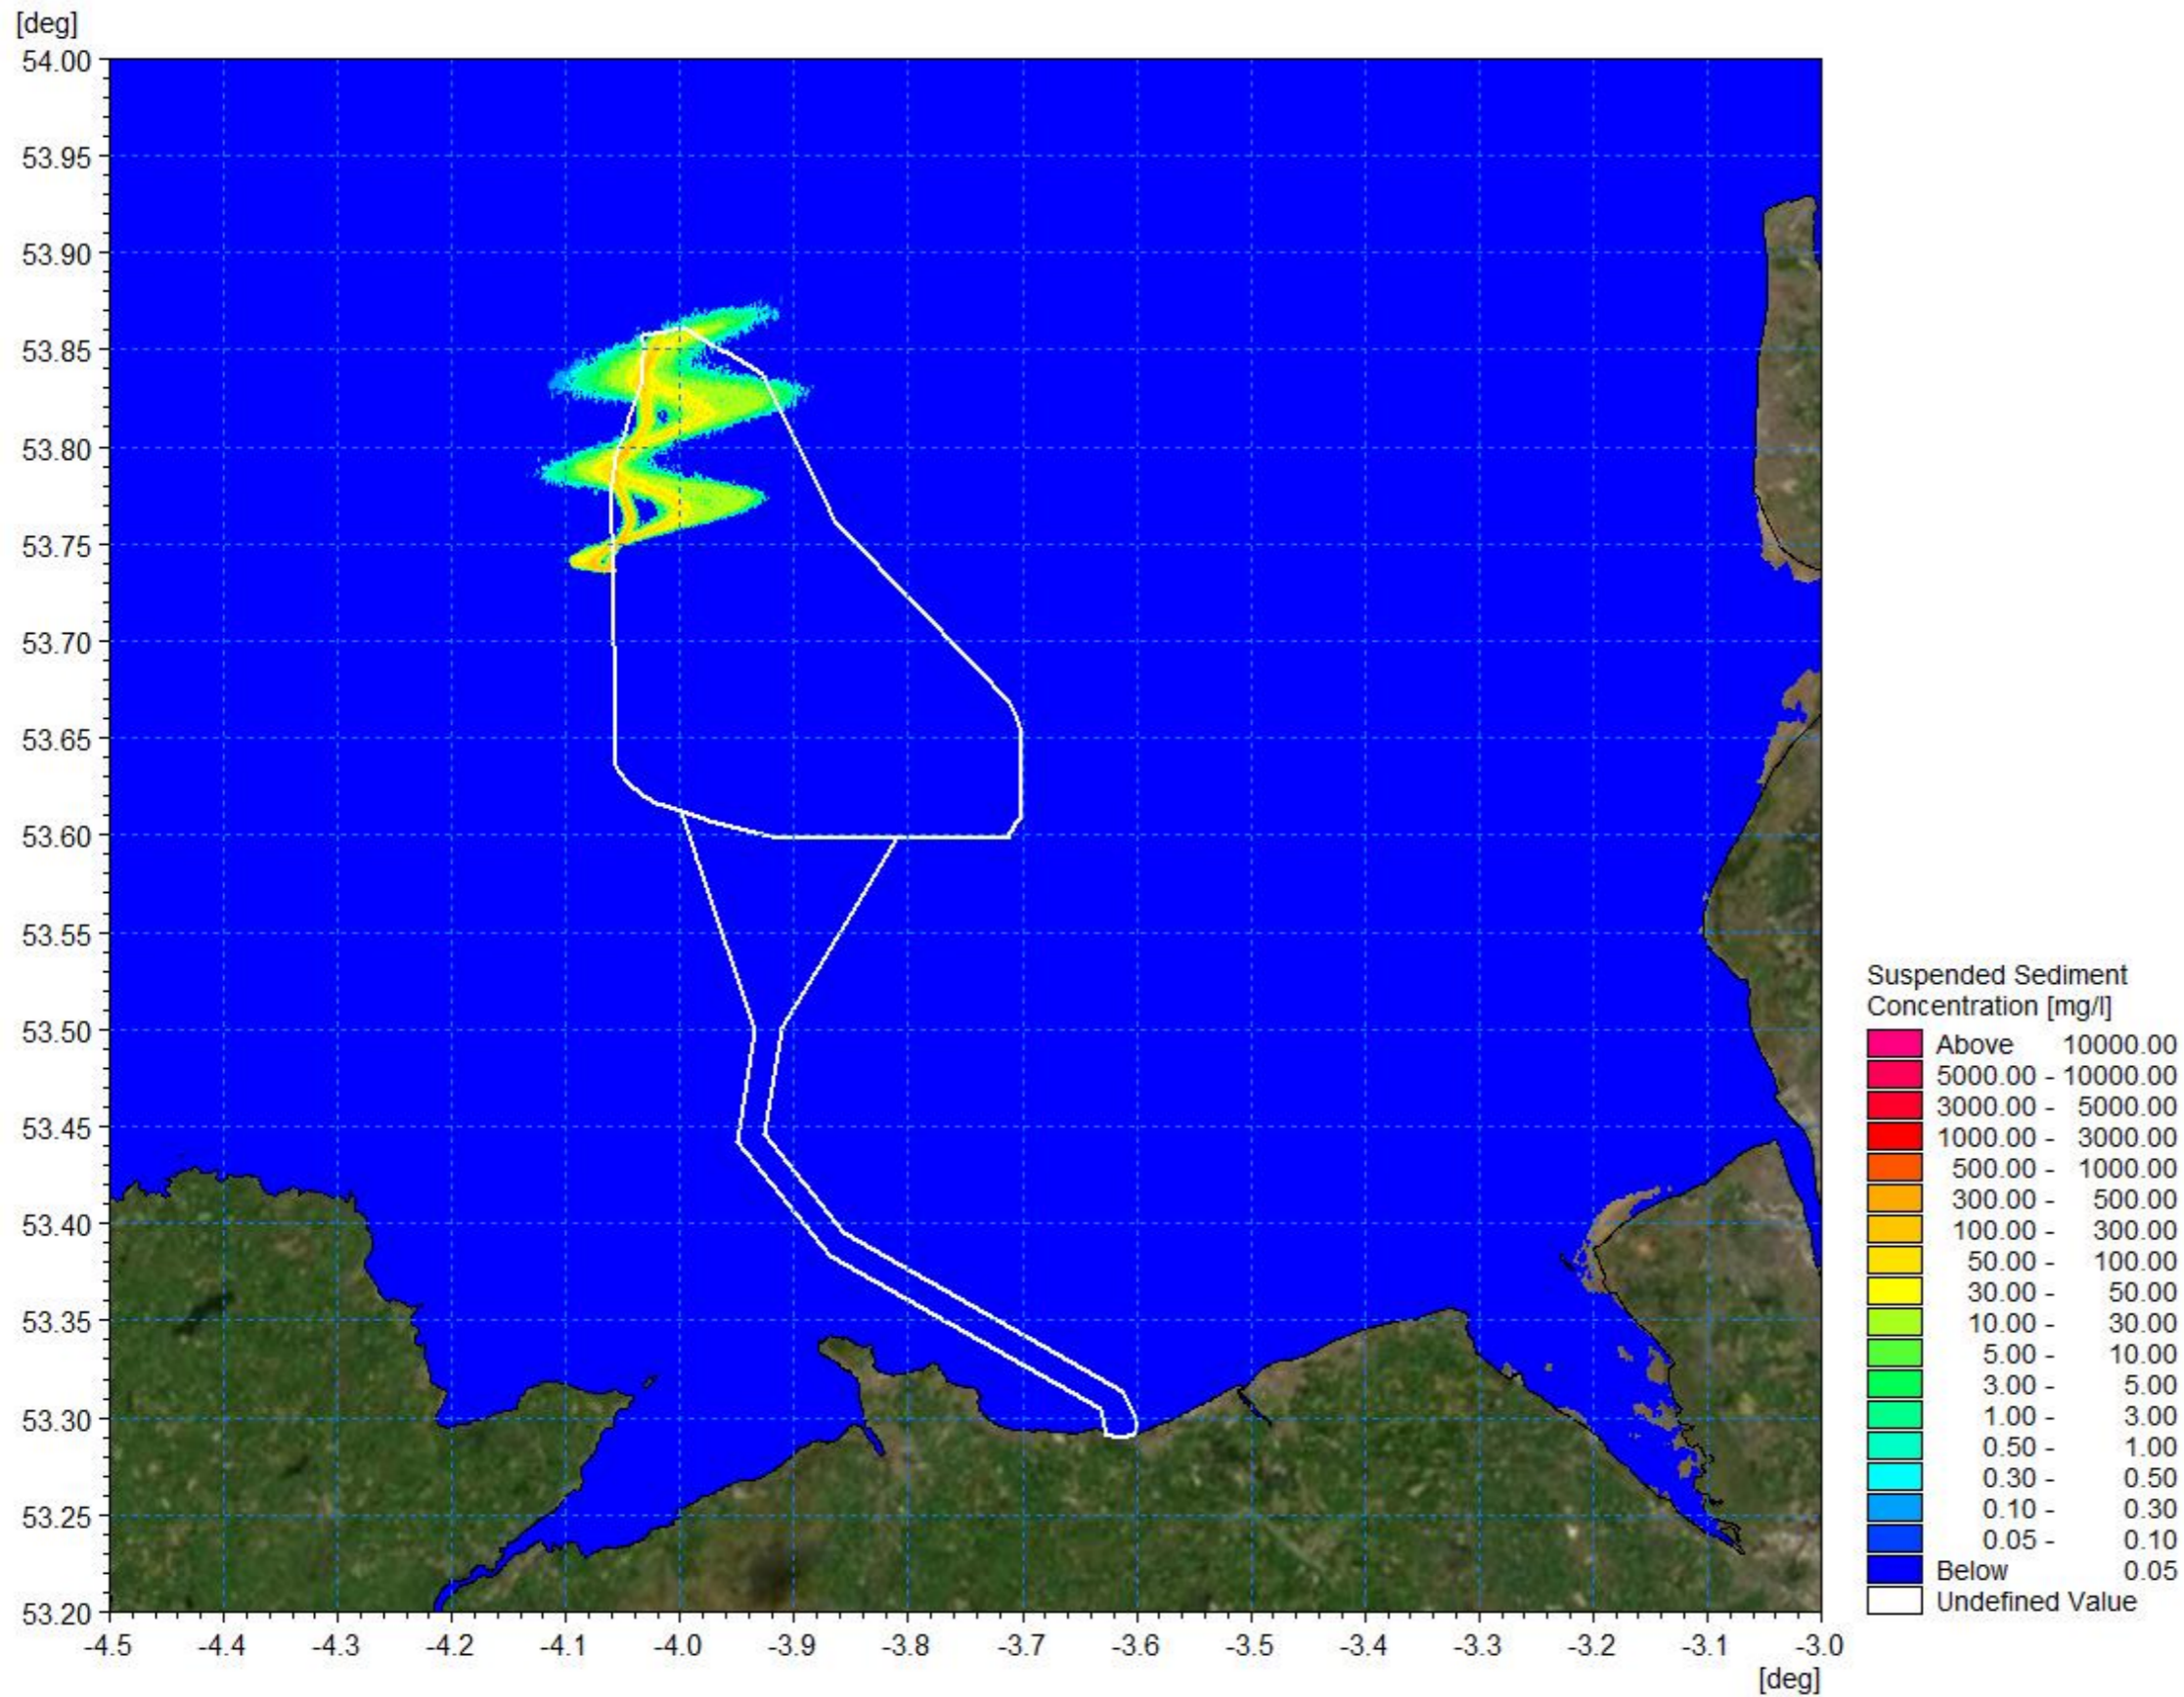 [deg]
54.00
53.95
53.90
53.85
53.80
53.75
53.70
53.65
53.60
53.55
53.50
53.45
53.40
53.35
53.30
53.25
53.20
-4.5 -4.4 -4.3 -4.2 -4.1 -4.0 -3.9 -3.8 -3.7 -3.6 -3.5 -3.4 -3.3 -3.2 -3.1 -3.0
[deg]
Suspended Sediment
Concentration [mg/l]
Above 10000.00
5000.00 - 10000.00
3000.00 - 5000.00
1000.00 - 3000.00
500.00 - 1000.00
300.00 - 500.00
100.00 - 300.00
50.00 - 100.00
30.00 - 50.00
10.00 - 30.00
5.00 - 10.00
3.00 - 5.00
1.00 - 3.00
0.50 - 1.00
0.30 - 0.50
0.10 - 0.30
0.05 - 0.10
Below 0.05
Undefined Value